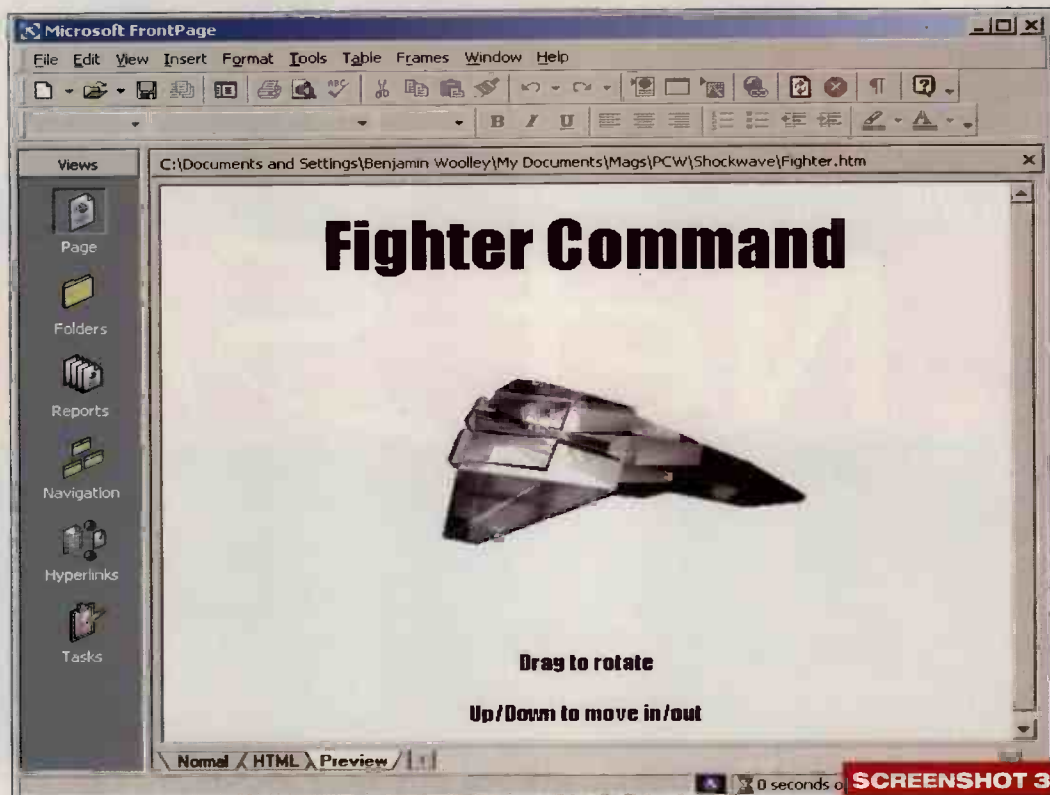 Microsoft FrontPage
File Edit View Insert Format Tools Table Frames Window Help
ABC
B I U A
Views
C:\Documents and Settings\Benjamin Woolley\My Documents\Mags\PCW\Shockwave\Fighter.htm
Page
Folders
Reports
Navigation
Hyperlinks
Tasks
Fighter Command
Drag to rotate
Up/Down to move in/out
Normal HTML Preview
0 seconds
SCREENSHOT 3